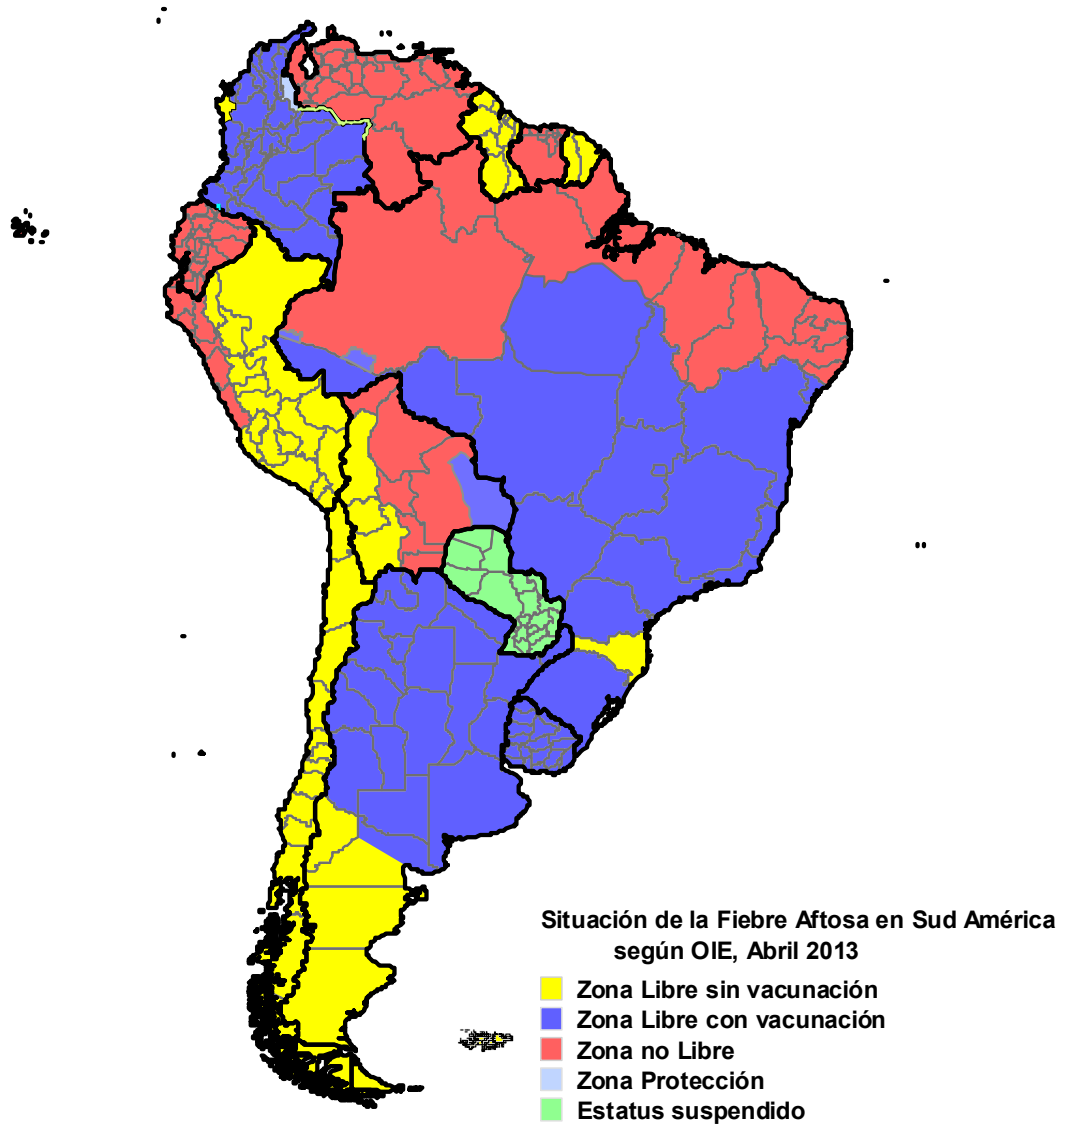 Situación de la Fiebre Aftosa en Sud América
según OIE, Abril 2013
Zona Libre sin vacunación
Zona Libre con vacunación
Zona no Libre
Zona Protección
Estatus suspendido